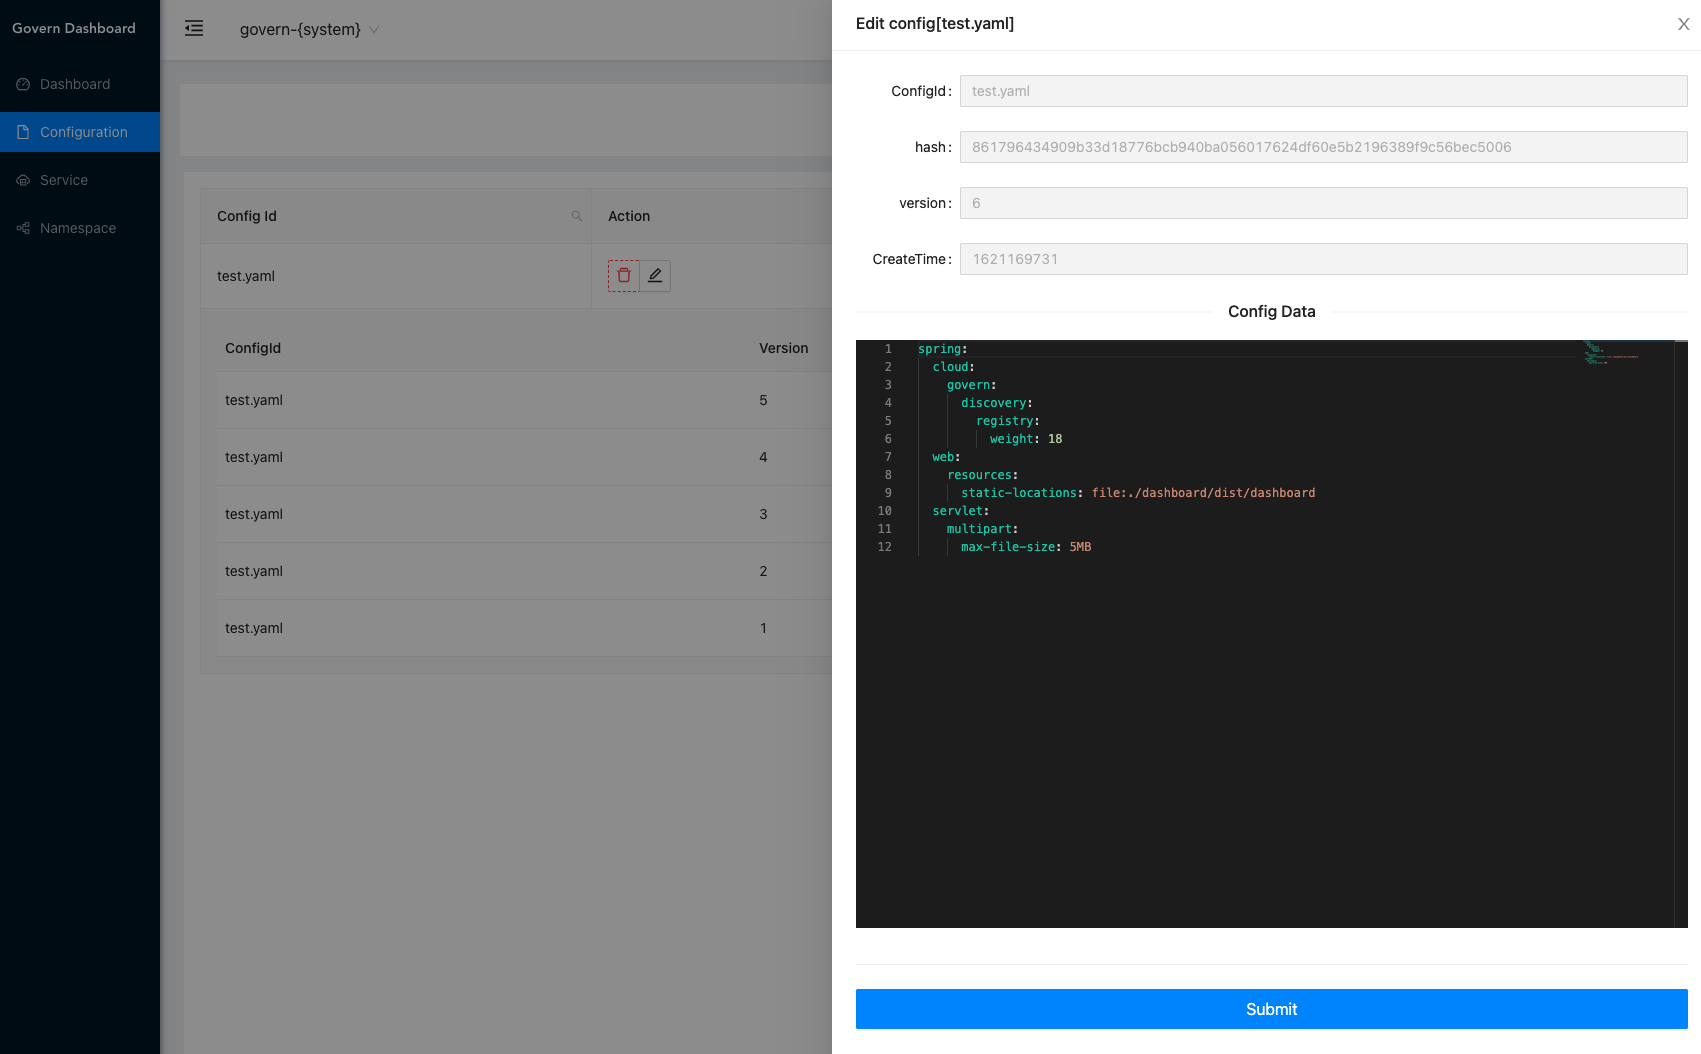 Govern Dashboard
Dashboard
Configuration
Service
Namespace
govern-{system}
Config Id
Action
test.yaml
ConfigId
Version
test.yaml
5
test.yaml
4
test.yaml
3
test.yaml
2
test.yaml
1
Edit config[test.yaml]
ConfigId: test.yaml
hash: 861796434909b33d18776bcb940ba056017624df60e5b2196389f9c56bec5006
version: 6
CreateTime: 1621169731
Config Data
1 spring:
2 cloud:
3 govern:
4 discovery:
5 registry:
6 weight: 18
7 web:
8 resources:
9 static-locations: file:./dashboard/dist/dashboard
10 servlet:
11 multipart:
12 max-file-size: 5MB
Submit